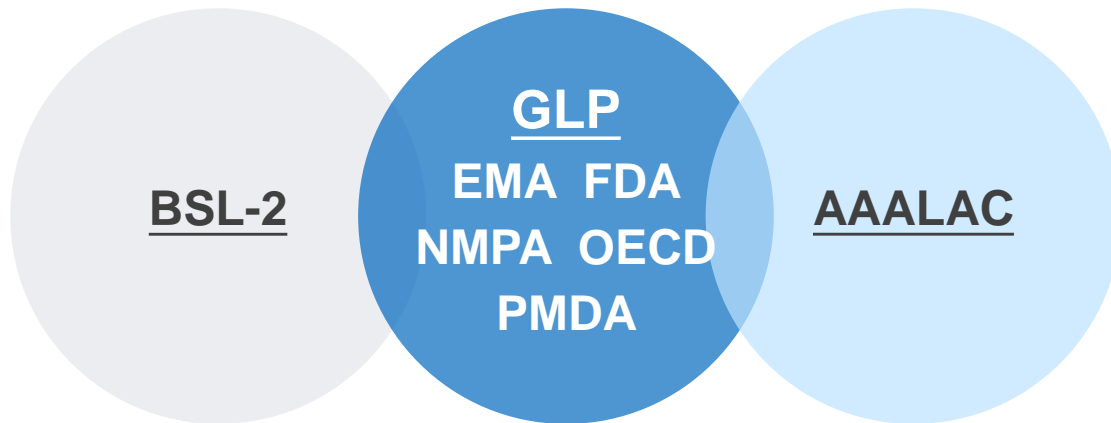 BSL-2
GLP
EMA FDA
NMPA OECD
PMDA
AAALAC